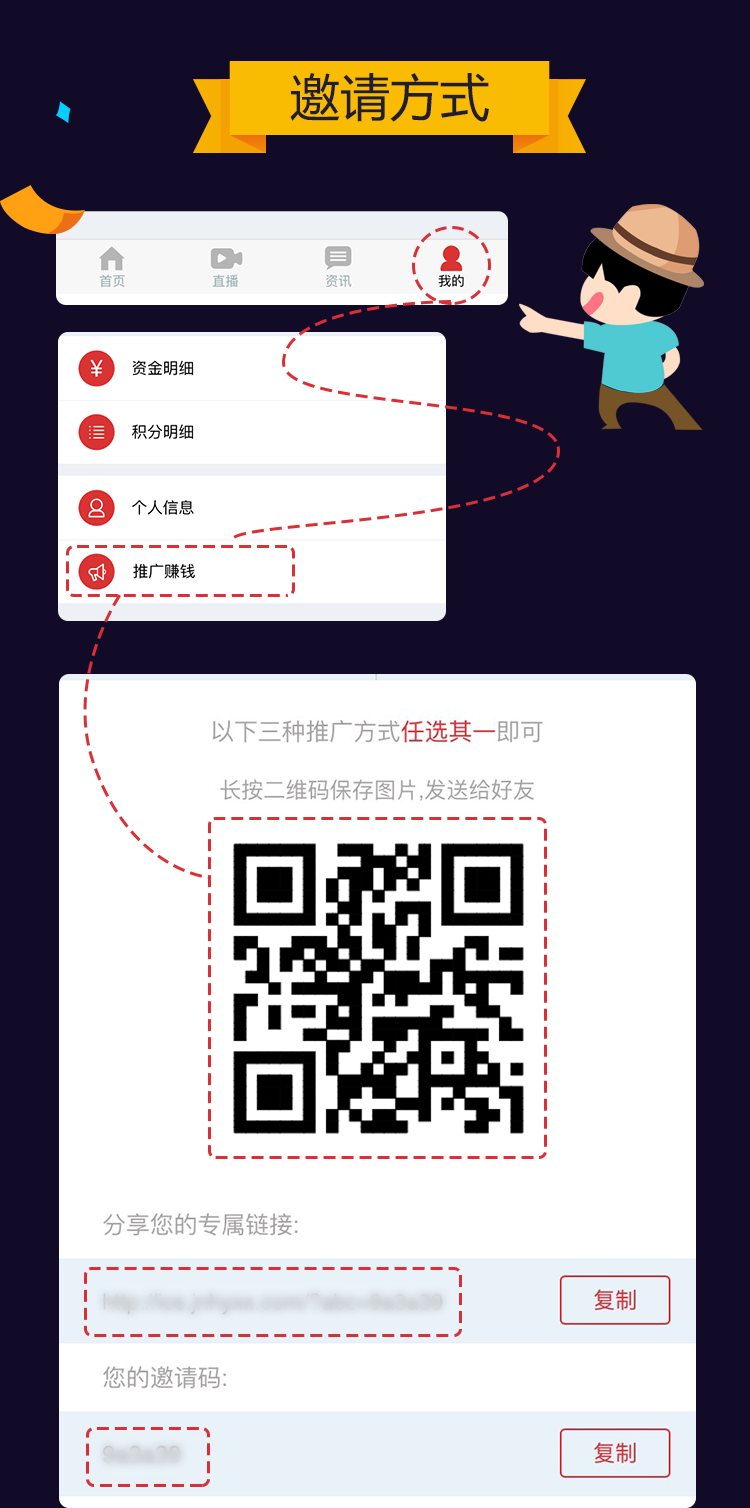 邀请方式
首页 直播 资讯 我的
资金明细
积分明细
个人信息
推广赚钱
以下三种推广方式任选其一即可
长按二维码保存图片,发送给好友
分享您的专属链接:
复制
您的邀请码:
复制